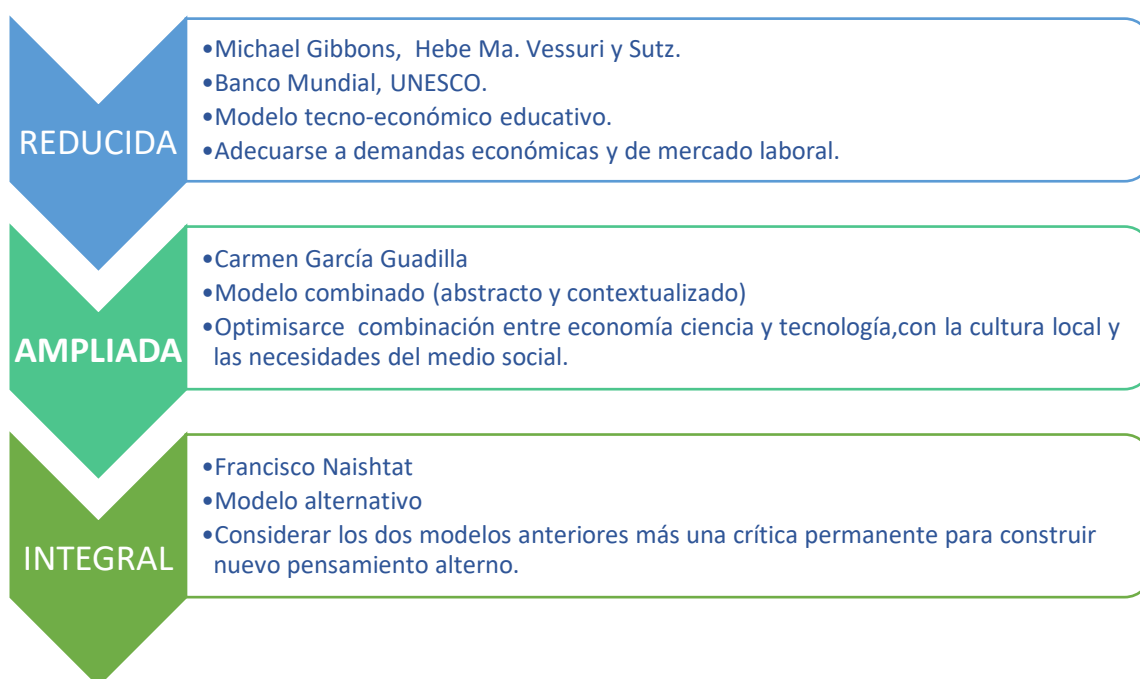 REDUCIDA
•Michael Gibbons, Hebe Ma. Vessuri y Sutz.
•Banco Mundial, UNESCO.
•Modelo tecno-económico educativo.
•Adecuarse a demandas económicas y de mercado laboral.
AMPLIADA
•Carmen García Guadilla
•Modelo combinado (abstracto y contextualizado)
•Optimisarce combinación entre economía ciencia y tecnología,con la cultura local y
las necesidades del medio social.
INTEGRAL
•Francisco Naishtat
•Modelo alternativo
•Considerar los dos modelos anteriores más una crítica permanente para construir
nuevo pensamiento alterno.